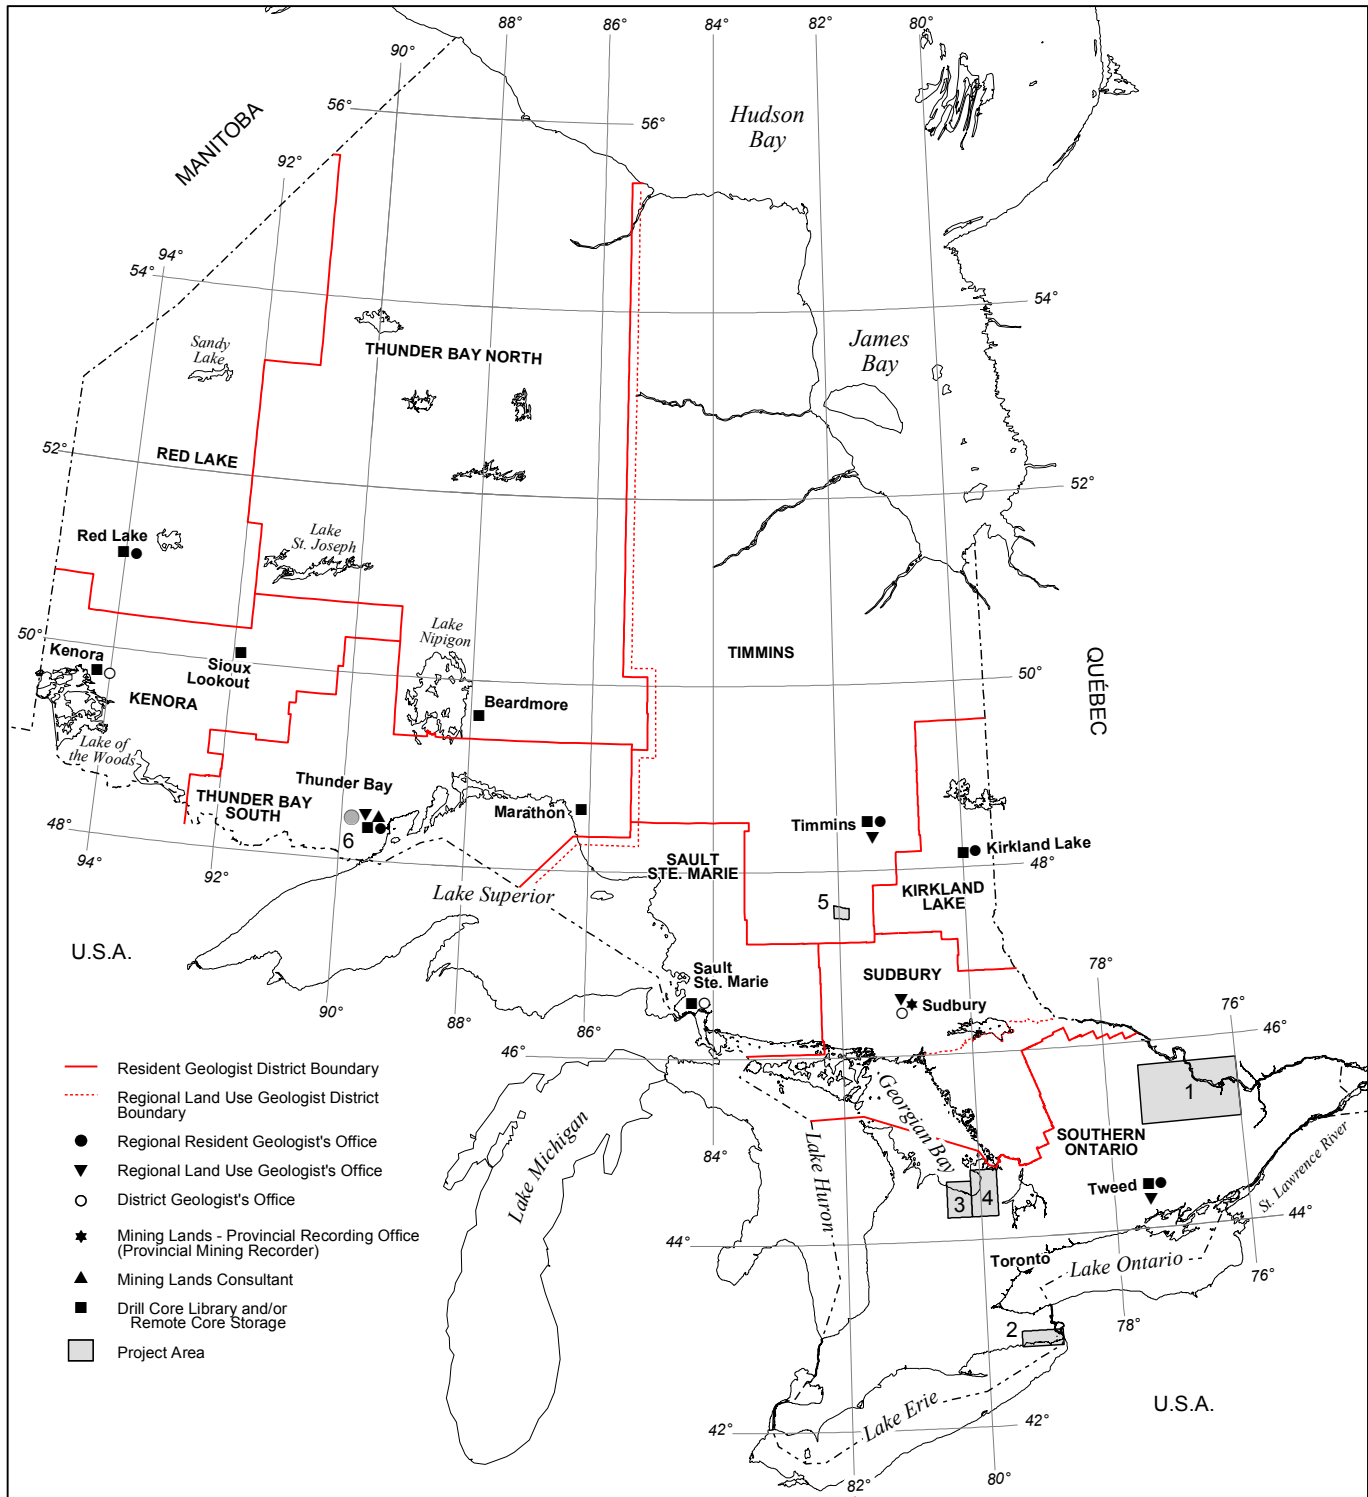 88°
86°
84°
82°
80°
90°
56°
56°
Hudson
Bay
MANITOBA
92°
94°
54°
54°
Sandy
Lake
THUNDER BAY NORTH
James
Bay
52°
RED LAKE
52°
Red Lake
Lake
St. Joseph
50°
Kenora
Sioux
Lookout
KENORA
Lake
Nipigon
TIMMINS
50°
QUÉBEC
Beardmore
Lake of
the Woods
Thunder Bay
THUNDER BAY
SOUTH
Marathon
6
48°
94°
92°
Timmins
Kirkland Lake
48°
SAULT
STE. MARIE
KIRKLAND
LAKE
Lake Superior
5
U.S.A.
Sault
Ste. Marie
SUDBURY
Sudbury
78°
76°
90°
88°
86°
46°
46°
Resident Geologist District Boundary
Regional Land Use Geologist District
Boundary
Regional Resident Geologist's Office
Regional Land Use Geologist's Office
District Geologist's Office
Mining Lands - Provincial Recording Office
(Provincial Mining Recorder)
Mining Lands Consultant
Drill Core Library and/or
Remote Core Storage
Project Area
Georgian Bay
1
SOUTHERN
ONTARIO
84°
Lake Michigan
Lake Huron
St. Lawrence River
Tweed
3
4
44°
44°
Toronto
Lake Ontario
76°
78°
2
Lake Erie
42°
42°
U.S.A.
82°
80°